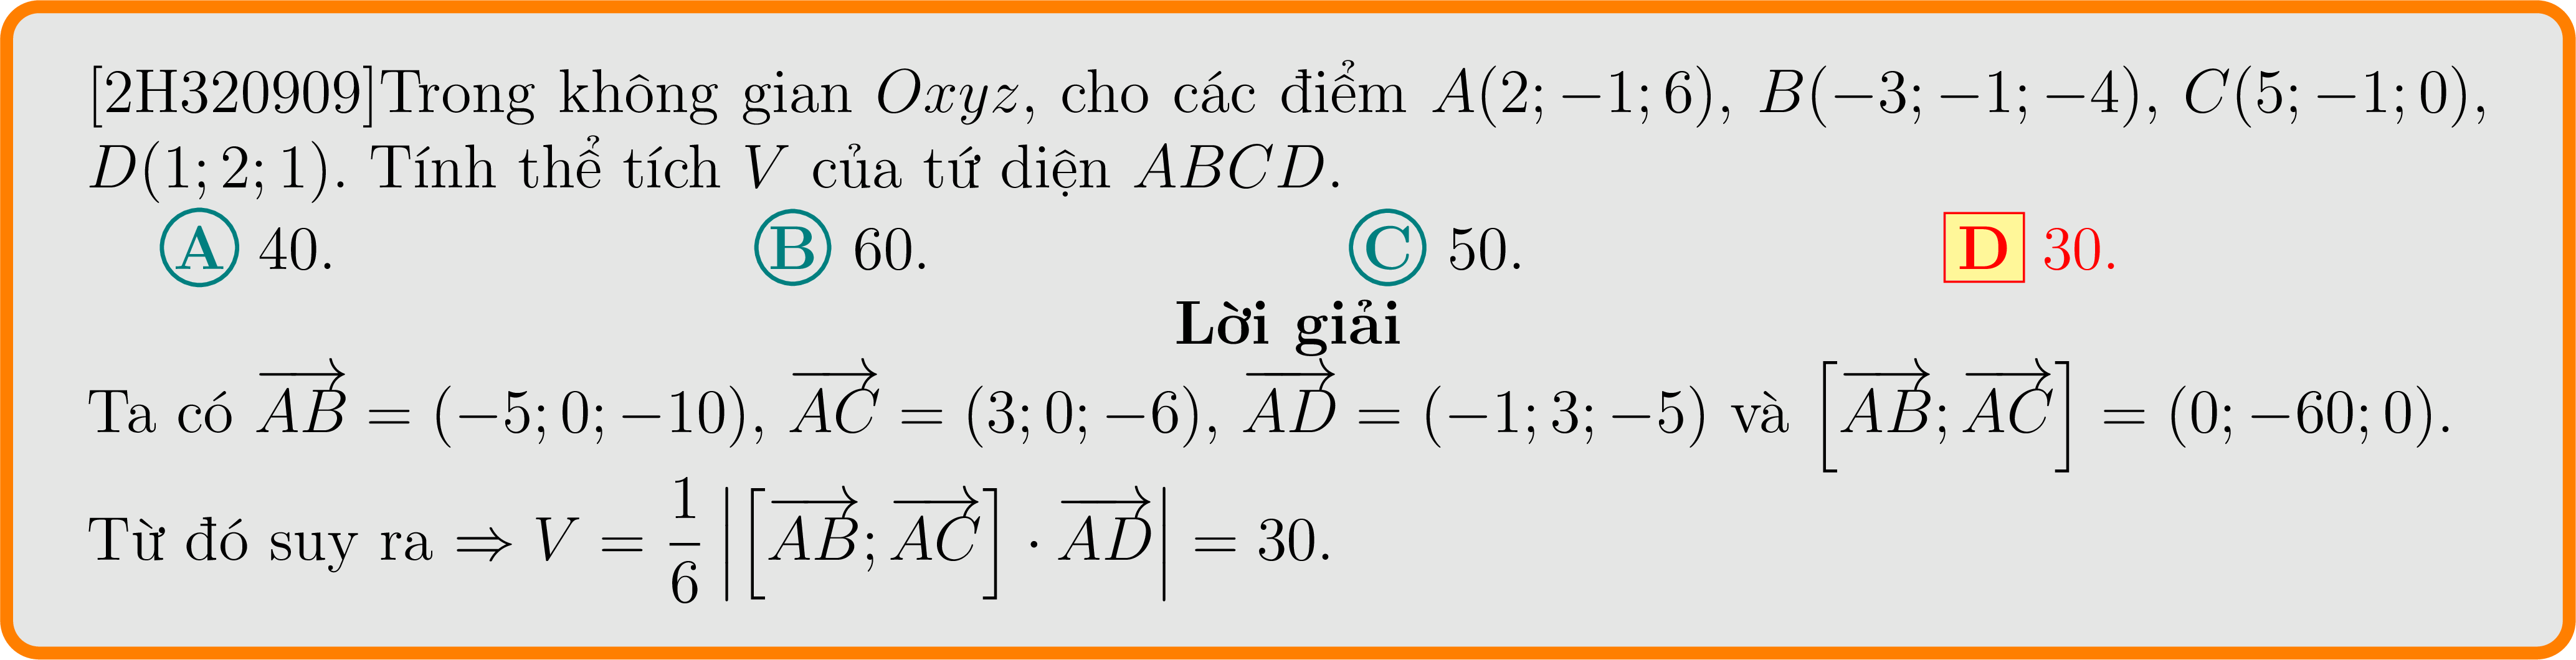 [2H320909]Trong không gian Oxyz, cho các điểm A(2; −1; 6), B(−3; −1; −4), C(5; −1; 0),
D(1; 2; 1). Tính thể tích V của tứ diện ABCD.
A 40. B 60. C 50. D 30.
Lời giải
Ta có $\overrightarrow{AB}$ = (−5; 0; −10), $\overrightarrow{AC}$ = (3; 0; −6), $\overrightarrow{AD}$ = (−1; 3; −5) và $\left[\overrightarrow{AB}; \overrightarrow{AC}\right]$ = (0; −60; 0).
Từ đó suy ra ⇒ $V = \dfrac{1}{6}\left|\left[\overrightarrow{AB}; \overrightarrow{AC}\right] \cdot \overrightarrow{AD}\right| = 30$.